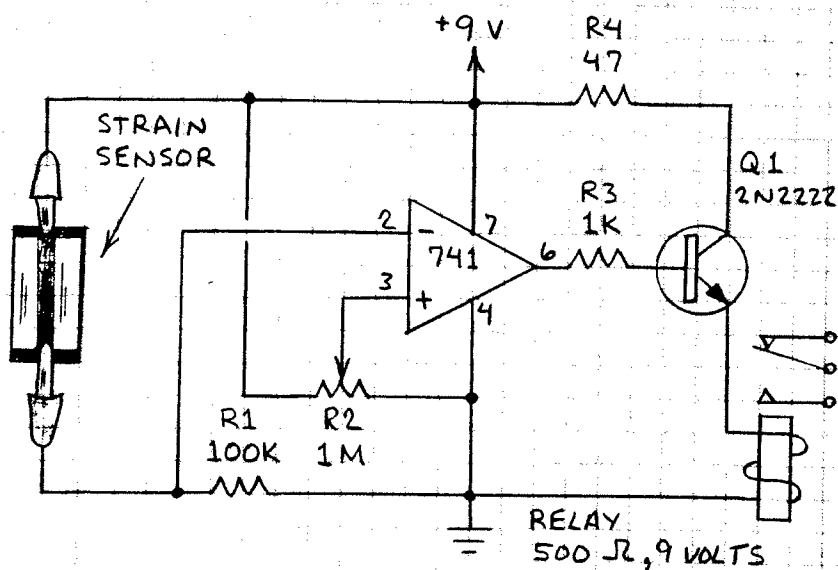 +9 V
R4
47
STRAIN
SENSOR
Q1
2N2222
R3
1K
2
-
7
741
6
3
+
4
R1
100K
R2
1M
RELAY
500 Ω, 9 VOLTS